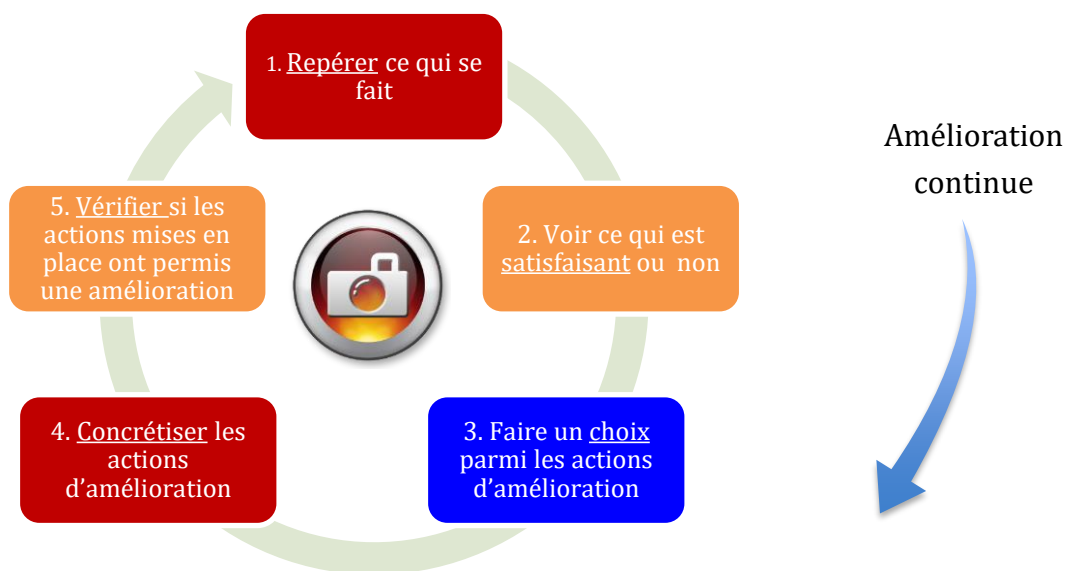 1. Repérer ce qui se
fait
2. Voir ce qui est
satisfaisant ou non
3. Faire un choix
parmi les actions
d’amélioration
4. Concrétiser les
actions
d’amélioration
5. Vérifier si les
actions mises en
place ont permis
une amélioration
Amélioration
continue